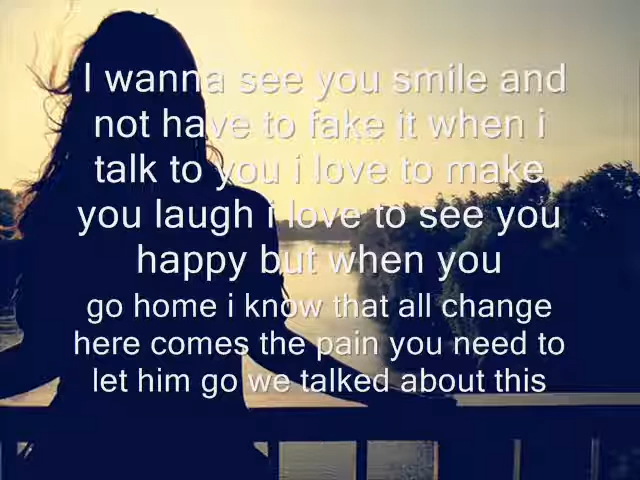 I wanna see you smile and
not have to fake it when i
talk to you i love to make
you laugh i love to see you
happy but when you
go home i know that all change
here comes the pain you need to
let him go we talked about this